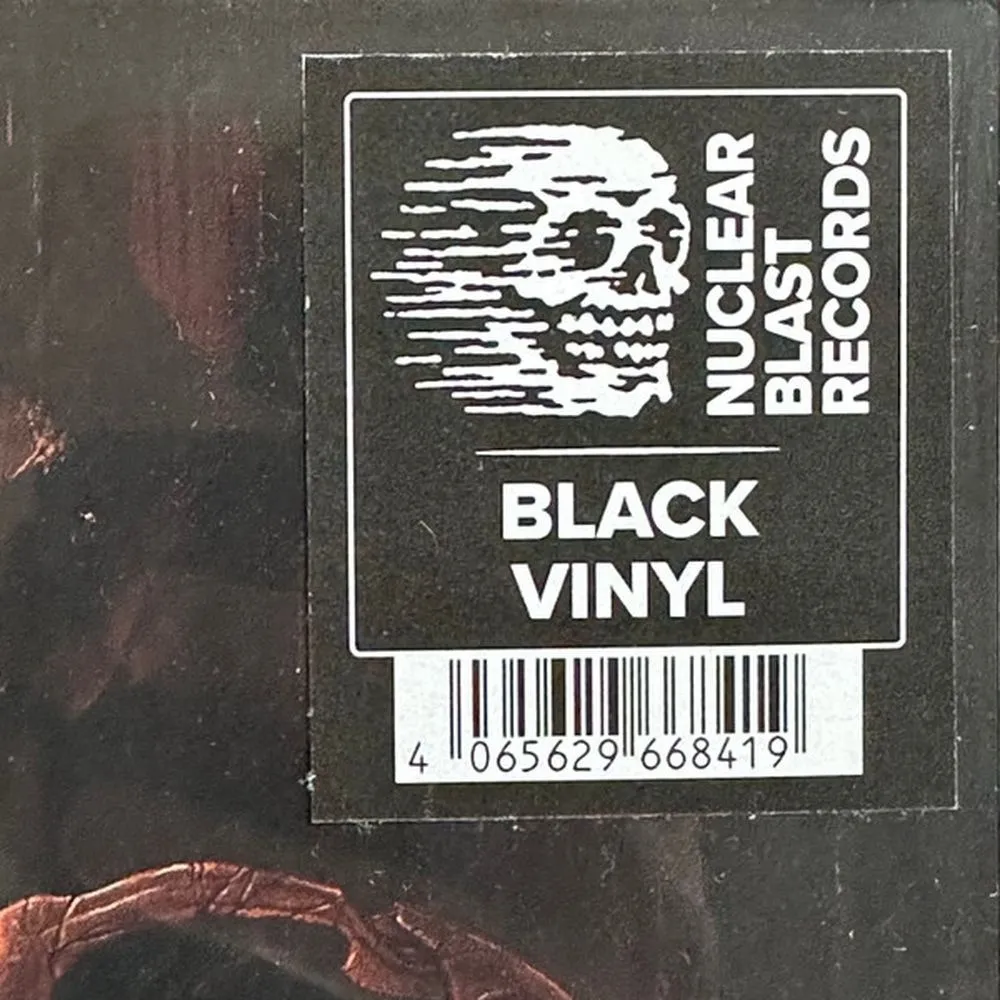 NUCLEAR
BLAST
RECORDS
BLACK
VINYL
4 065629 668419